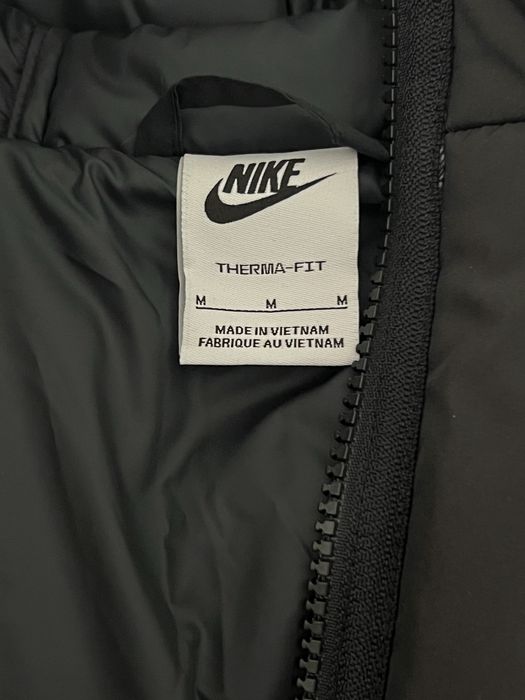 NIKE
THERMA-FIT
M M M
MADE IN VIETNAM
FABRIQUE AU VIETNAM